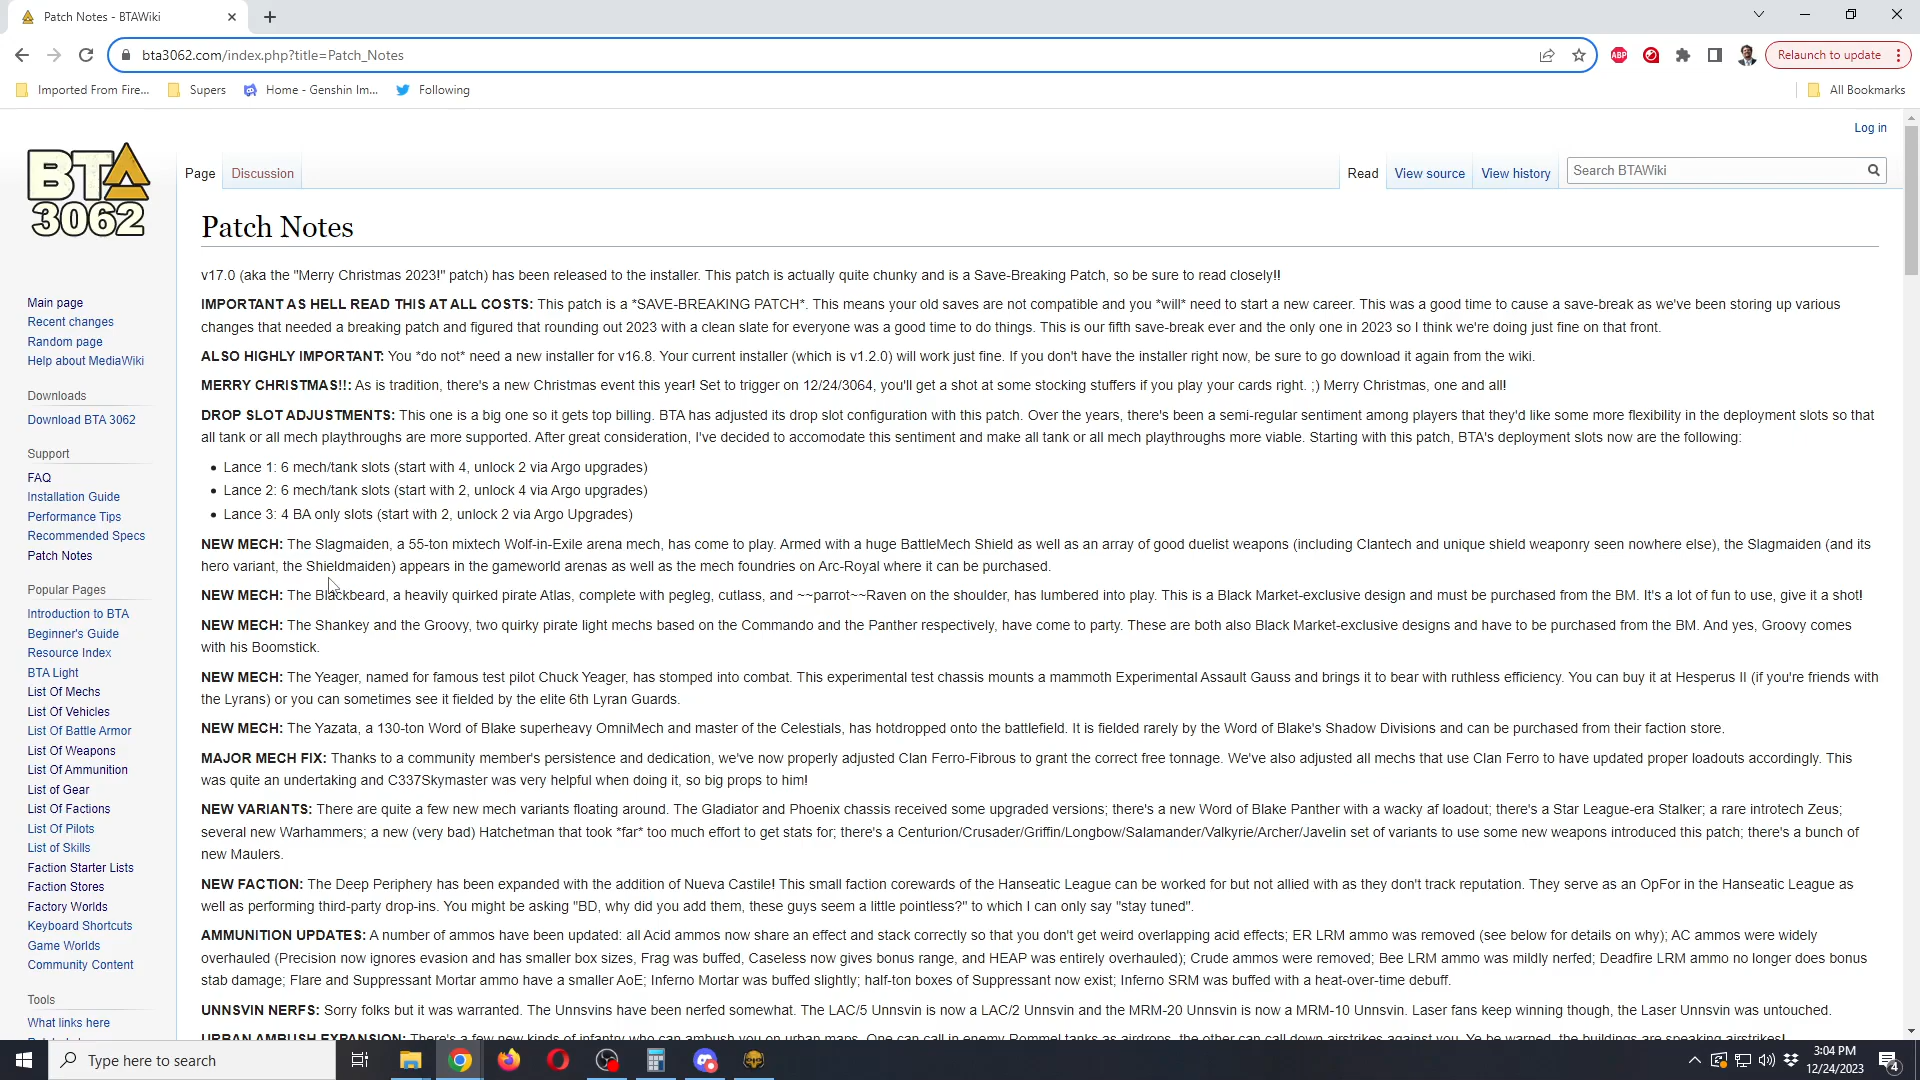 Patch Notes - BTAWiki
bta3062.com/index.php?title=Patch_Notes
ABP
Relaunch to update
Imported From Fire...
Supers
Home - Genshin Im...
Following
All Bookmarks
Log in
BTA
3062
Page
Discussion
Read
View source
View history
Search BTAWiki
Patch Notes
v17.0 (aka the "Merry Christmas 2023!" patch) has been released to the installer. This patch is actually quite chunky and is a Save-Breaking Patch, so be sure to read closely!!
IMPORTANT AS HELL READ THIS AT ALL COSTS: This patch is a *SAVE-BREAKING PATCH*. This means your old saves are not compatible and you *will* need to start a new career. This was a good time to cause a save-break as we've been storing up various
changes that needed a breaking patch and figured that rounding out 2023 with a clean slate for everyone was a good time to do things. This is our fifth save-break ever and the only one in 2023 so I think we're doing just fine on that front.
ALSO HIGHLY IMPORTANT: You *do not* need a new installer for v16.8. Your current installer (which is v1.2.0) will work just fine. If you don't have the installer right now, be sure to go download it again from the wiki.
MERRY CHRISTMAS!!: As is tradition, there's a new Christmas event this year! Set to trigger on 12/24/3064, you'll get a shot at some stocking stuffers if you play your cards right. ;) Merry Christmas, one and all!
DROP SLOT ADJUSTMENTS: This one is a big one so it gets top billing. BTA has adjusted its drop slot configuration with this patch. Over the years, there's been a semi-regular sentiment among players that they'd like some more flexibility in the deployment slots so that
all tank or all mech playthroughs are more supported. After great consideration, I've decided to accomodate this sentiment and make all tank or all mech playthroughs more viable. Starting with this patch, BTA's deployment slots now are the following:
• Lance 1: 6 mech/tank slots (start with 4, unlock 2 via Argo upgrades)
• Lance 2: 6 mech/tank slots (start with 2, unlock 4 via Argo upgrades)
• Lance 3: 4 BA only slots (start with 2, unlock 2 via Argo Upgrades)
NEW MECH: The Slagmaiden, a 55-ton mixtech Wolf-in-Exile arena mech, has come to play. Armed with a huge BattleMech Shield as well as an array of good duelist weapons (including Clantech and unique shield weaponry seen nowhere else), the Slagmaiden (and its
hero variant, the Shieldmaiden) appears in the gameworld arenas as well as the mech foundries on Arc-Royal where it can be purchased.
NEW MECH: The Blackbeard, a heavily quirked pirate Atlas, complete with pegleg, cutlass, and ~~parrot~~Raven on the shoulder, has lumbered into play. This is a Black Market-exclusive design and must be purchased from the BM. It's a lot of fun to use, give it a shot!
NEW MECH: The Shankey and the Groovy, two quirky pirate light mechs based on the Commando and the Panther respectively, have come to party. These are both also Black Market-exclusive designs and have to be purchased from the BM. And yes, Groovy comes
with his Boomstick.
NEW MECH: The Yeager, named for famous test pilot Chuck Yeager, has stomped into combat. This experimental test chassis mounts a mammoth Experimental Assault Gauss and brings it to bear with ruthless efficiency. You can buy it at Hesperus II (if you're friends with
the Lyrans) or you can sometimes see it fielded by the elite 6th Lyran Guards.
NEW MECH: The Yazata, a 130-ton Word of Blake superheavy OmniMech and master of the Celestials, has hotdropped onto the battlefield. It is fielded rarely by the Word of Blake's Shadow Divisions and can be purchased from their faction store.
MAJOR MECH FIX: Thanks to a community member's persistence and dedication, we've now properly adjusted Clan Ferro-Fibrous to grant the correct free tonnage. We've also adjusted all mechs that use Clan Ferro to have updated proper loadouts accordingly. This
was quite an undertaking and C337Skymaster was very helpful when doing it, so big props to him!
NEW VARIANTS: There are quite a few new mech variants floating around. The Gladiator and Phoenix chassis received some upgraded versions; there's a new Word of Blake Panther with a wacky af loadout; there's a Star League-era Stalker; a rare introtech Zeus;
several new Warhammers; a new (very bad) Hatchetman that took *far* too much effort to get stats for; there's a Centurion/Crusader/Griffin/Longbow/Salamander/Valkyrie/Archer/Javelin set of variants to use some new weapons introduced this patch; there's a bunch of
new Maulers.
NEW FACTION: The Deep Periphery has been expanded with the addition of Nueva Castile! This small faction corewards of the Hanseatic League can be worked for but not allied with as they don't track reputation. They serve as an OpFor in the Hanseatic League as
well as performing third-party drop-ins. You might be asking "BD, why did you add them, these guys seem a little pointless?" to which I can only say "stay tuned".
AMMUNITION UPDATES: A number of ammos have been updated: all Acid ammos now share an effect and stack correctly so that you don't get weird overlapping acid effects; ER LRM ammo was removed (see below for details on why); AC ammos were widely
overhauled (Precision now ignores evasion and has smaller box sizes, Frag was buffed, Caseless now gives bonus range, and HEAP was entirely overhauled); Crude ammos were removed; Bee LRM ammo was mildly nerfed; Deadfire LRM ammo no longer does bonus
stab damage; Flare and Suppressant Mortar ammo have a smaller AoE; Inferno Mortar was buffed slightly; half-ton boxes of Suppressant now exist; Inferno SRM was buffed with a heat-over-time debuff.
UNNSVIN NERFS: Sorry folks but it was warranted. The Unnsvins have been nerfed somewhat. The LAC/5 Unnsvin is now a LAC/2 Unnsvin and the MRM-20 Unnsvin is now a MRM-10 Unnsvin. Laser fans keep winning though, the Laser Unnsvin was untouched.
URBAN AMBUSH EXPANSION: There's a few new kinds of infantry who can ambush you on urban maps. One can call in enemy Rommel tanks as airdrops, the other can call down airstrikes against you. Ye be warned, the buildings are speaking airstrikes!
Main page
Recent changes
Random page
Help about MediaWiki
Downloads
Download BTA 3062
Support
FAQ
Installation Guide
Performance Tips
Recommended Specs
Patch Notes
Popular Pages
Introduction to BTA
Beginner's Guide
Resource Index
BTA Light
List Of Mechs
List Of Vehicles
List Of Battle Armor
List Of Weapons
List Of Ammunition
List of Gear
List Of Factions
List Of Pilots
List of Skills
Faction Starter Lists
Faction Stores
Factory Worlds
Keyboard Shortcuts
Game Worlds
Community Content
Tools
What links here
Type here to search
3:04 PM
12/24/2023
4